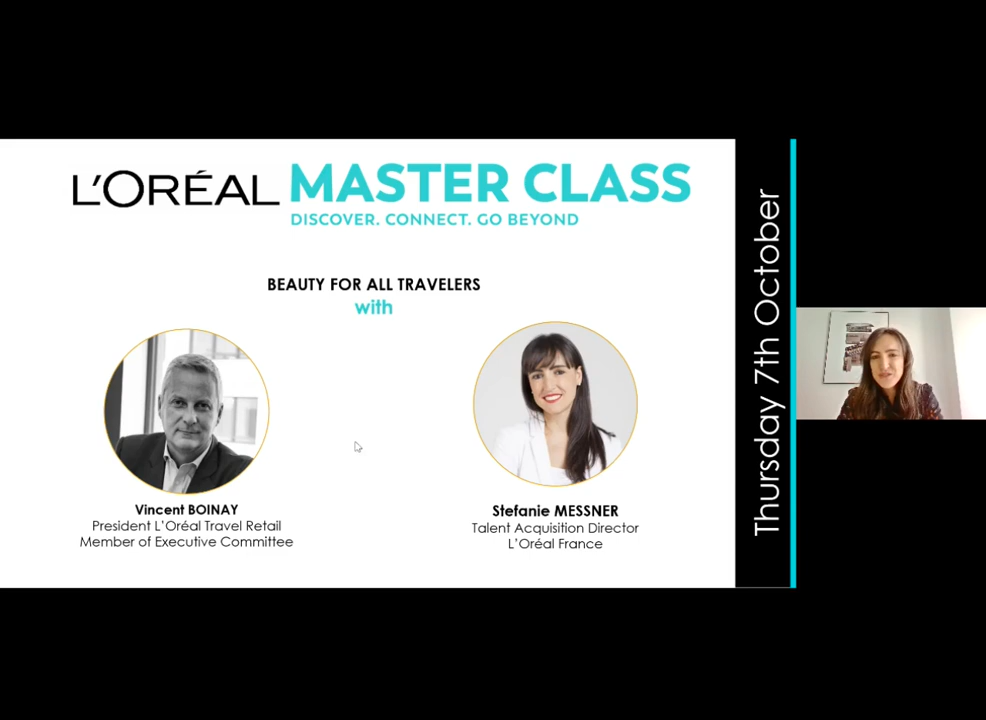 L'ORÉAL MASTER CLASS
DISCOVER. CONNECT. GO BEYOND
BEAUTY FOR ALL TRAVELERS
with
Vincent BOINAY
President L'Oréal Travel Retail
Member of Executive Committee
Stefanie MESSNER
Talent Acquisition Director
L'Oréal France
Thursday 7th October